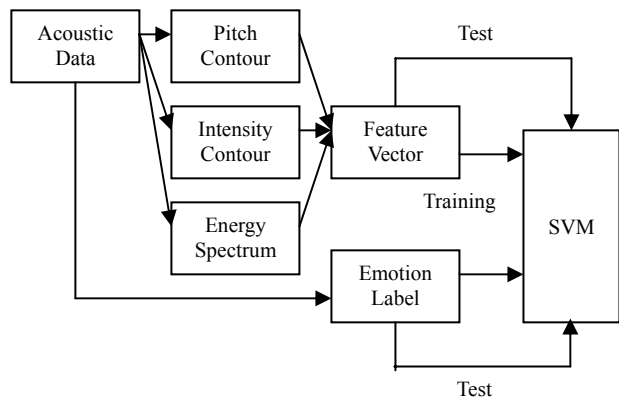 Acoustic
Data
Pitch
Contour
Test
Intensity
Contour
Feature
Vector
Training
SVM
Energy
Spectrum
Emotion
Label
Test